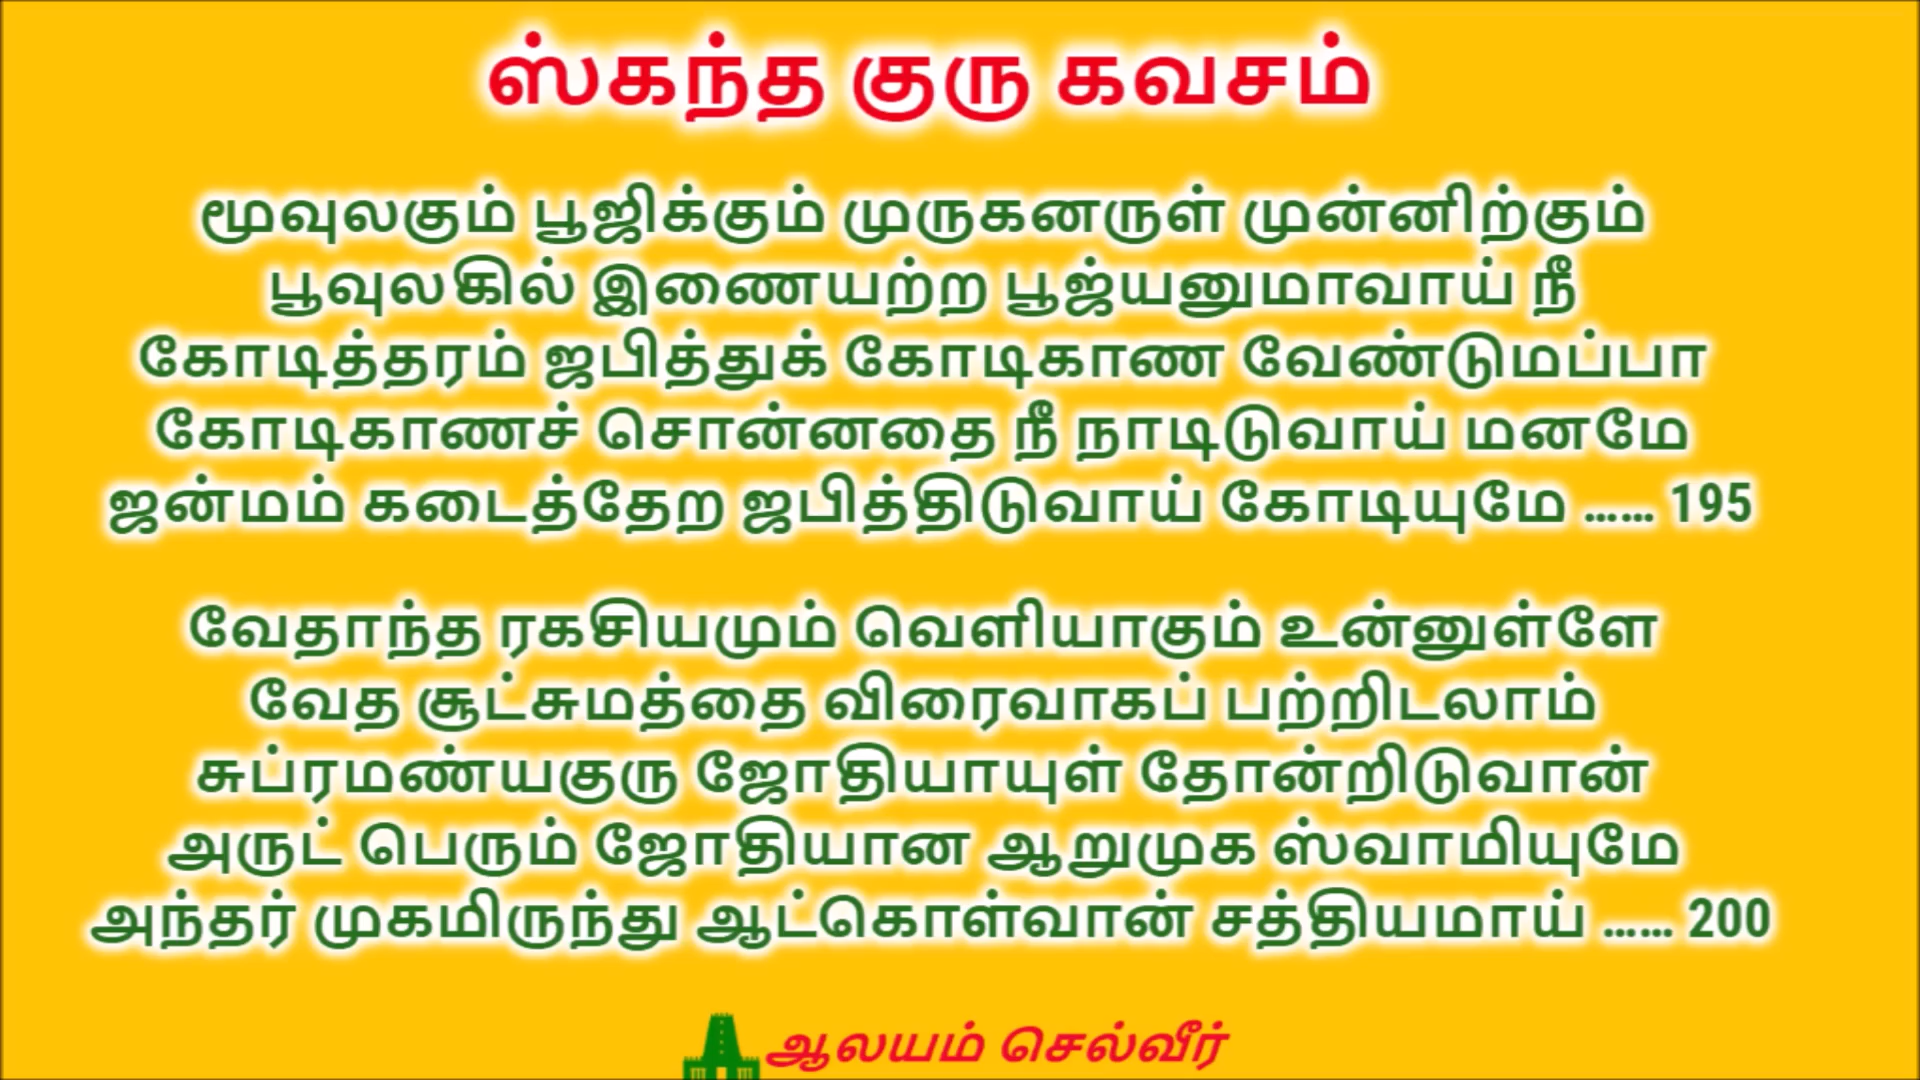 ஸ்கந்த குரு கவசம்
மூவுலகும் பூஜிக்கும் முருகனருள் முன்னிற்கும்
பூவுலகில் இணையற்ற பூஜ்யனுமாவாய் நீ
கோடித்தரம் ஜபித்துக் கோடிகாண வேண்டுமப்பா
கோடிகாணச் சொன்னதை நீ நாடிடுவாய் மனமே
ஜன்மம் கடைத்தேற ஜபித்திடுவாய் கோடியுமே …… 195
வேதாந்த ரகசியமும் வெளியாகும் உன்னுள்ளே
வேத சூட்சுமத்தை விரைவாகப் பற்றிடலாம்
சுப்ரமண்யகுரு ஜோதியாயுள் தோன்றிடுவான்
அருட் பெரும் ஜோதியான ஆறுமுக ஸ்வாமியுமே
அந்தர் முகமிருந்து ஆட்கொள்வான் சத்தியமாய் …… 200
ஆலயம் செல்வீர்